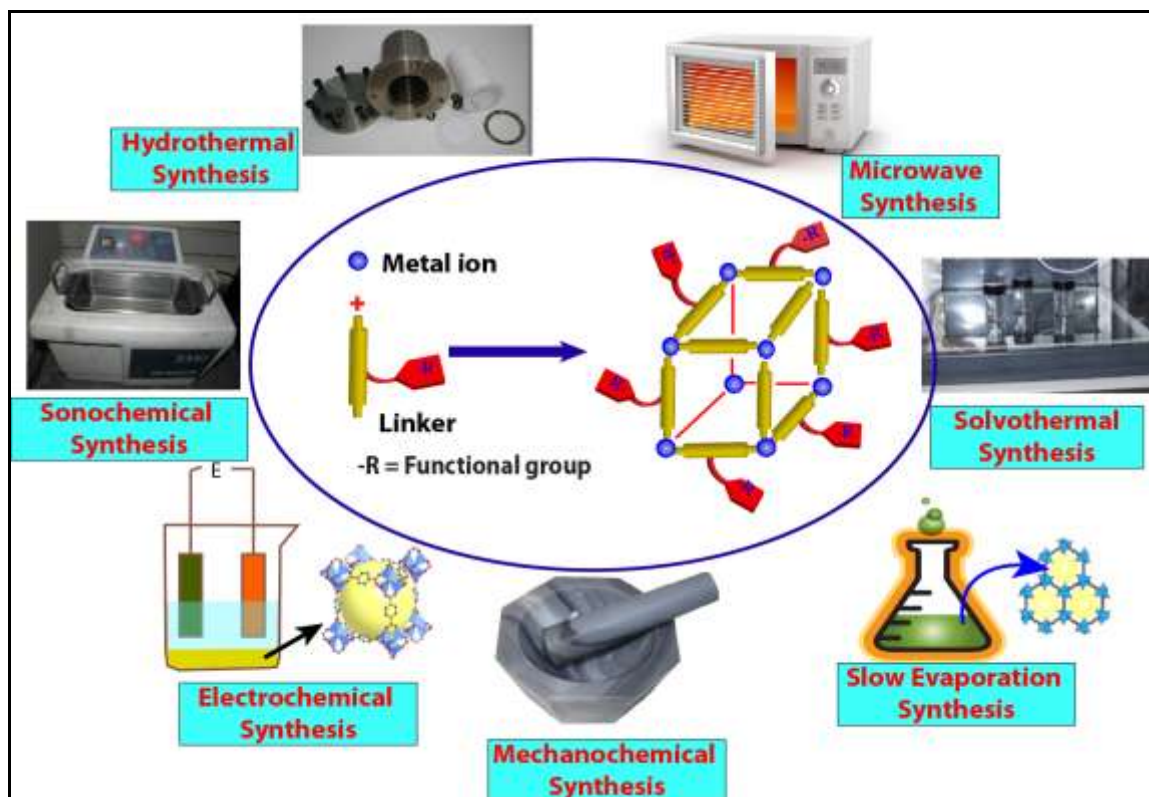 Hydrothermal
Synthesis
Microwave
Synthesis
Metal ion
+
-R
-R
-R
-R
-R
-R
-R
Linker
-R = Functional group
Sonochemical
Synthesis
Solvothermal
Synthesis
E
Electrochemical
Synthesis
Slow Evaporation
Synthesis
Mechanochemical
Synthesis